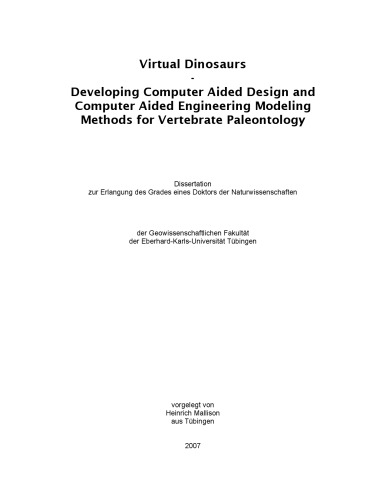 Virtual Dinosaurs
-
Developing Computer Aided Design and
Computer Aided Engineering Modeling
Methods for Vertebrate Paleontology
Dissertation
zur Erlangung des Grades eines Doktors der Naturwissenschaften
der Geowissenschaftlichen Fakultät
der Eberhard-Karls-Universität Tübingen
vorgelegt von
Heinrich Mallison
aus Tübingen
2007